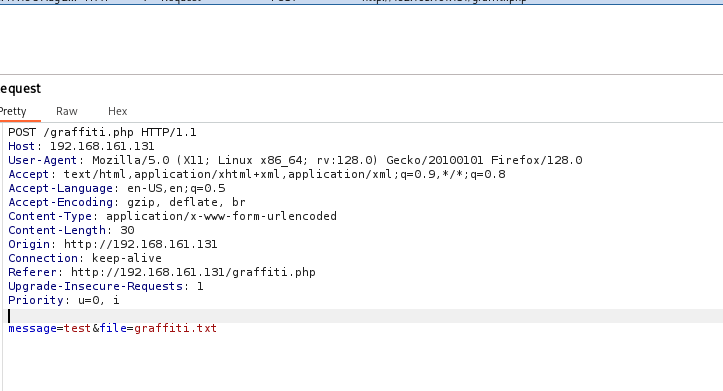 equest
Pretty Raw Hex
POST /graffiti.php HTTP/1.1
Host: 192.168.161.131
User-Agent: Mozilla/5.0 (X11; Linux x86_64; rv:128.0) Gecko/20100101 Firefox/128.0
Accept: text/html,application/xhtml+xml,application/xml;q=0.9,*/*;q=0.8
Accept-Language: en-US,en;q=0.5
Accept-Encoding: gzip, deflate, br
Content-Type: application/x-www-form-urlencoded
Content-Length: 30
Origin: http://192.168.161.131
Connection: keep-alive
Referer: http://192.168.161.131/graffiti.php
Upgrade-Insecure-Requests: 1
Priority: u=0, i
message=test&file=graffiti.txt